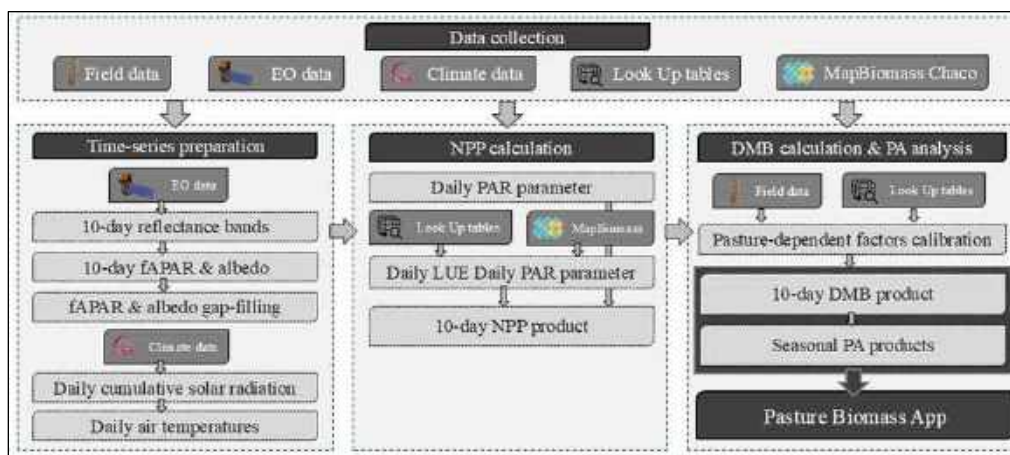 Data collection
Field data
EO data
Climate data
Look Up tables
MapBiomass Chaco
Time-series preparation
EO data
10-day reflectance bands
10-day fAPAR & albedo
fAPAR & albedo gap-filling
Climate data
Daily cumulative solar radiation
Daily air temperatures
NPP calculation
Daily PAR parameter
Look Up tables
MapBiomass
Daily LUE Daily PAR parameter
10-day NPP product
DMB calculation & PA analysis
Field data
Look Up tables
Pasture-dependent factors calibration
10-day DMB product
Seasonal PA products
Pasture Biomass App